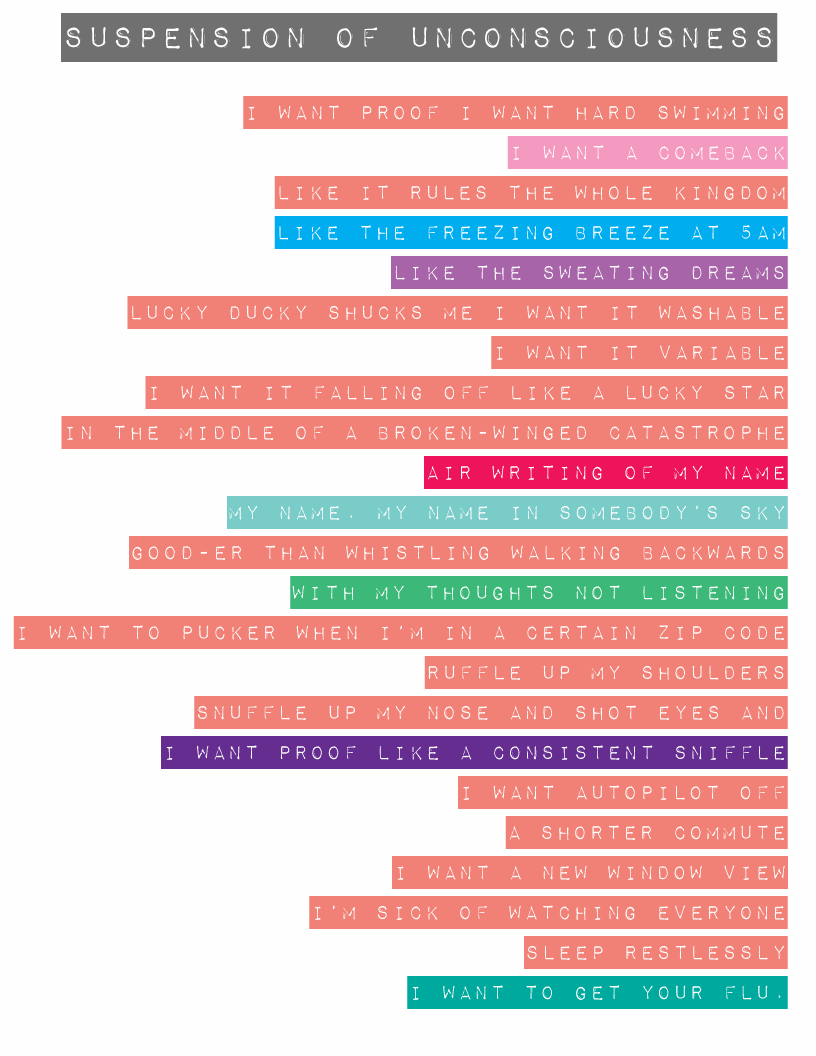 SUSPENSION OF UNCONSCIOUSNESS
I WANT PROOF I WANT HARD SWIMMING
I WANT A COMEBACK
LIKE IT RULES THE WHOLE KINGDOM
LIKE THE FREEZING BREEZE AT 5AM
LIKE THE SWEATING DREAMS
LUCKY DUCKY SHUCKS ME I WANT IT WASHABLE
I WANT IT VARIABLE
I WANT IT FALLING OFF LIKE A LUCKY STAR
IN THE MIDDLE OF A BROKEN-WINGED CATASTROPHE
AIR WRITING OF MY NAME
MY NAME. MY NAME IN SOMEBODY'S SKY
GOOD-ER THAN WHISTLING WALKING BACKWARDS
WITH MY THOUGHTS NOT LISTENING
I WANT TO PUCKER WHEN I'M IN A CERTAIN ZIP CODE
RUFFLE UP MY SHOULDERS
SNUFFLE UP MY NOSE AND SHOT EYES AND
I WANT PROOF LIKE A CONSISTENT SNIFFLE
I WANT AUTOPILOT OFF
A SHORTER COMMUTE
I WANT A NEW WINDOW VIEW
I'M SICK OF WATCHING EVERYONE
SLEEP RESTLESSLY
I WANT TO GET YOUR FLU.